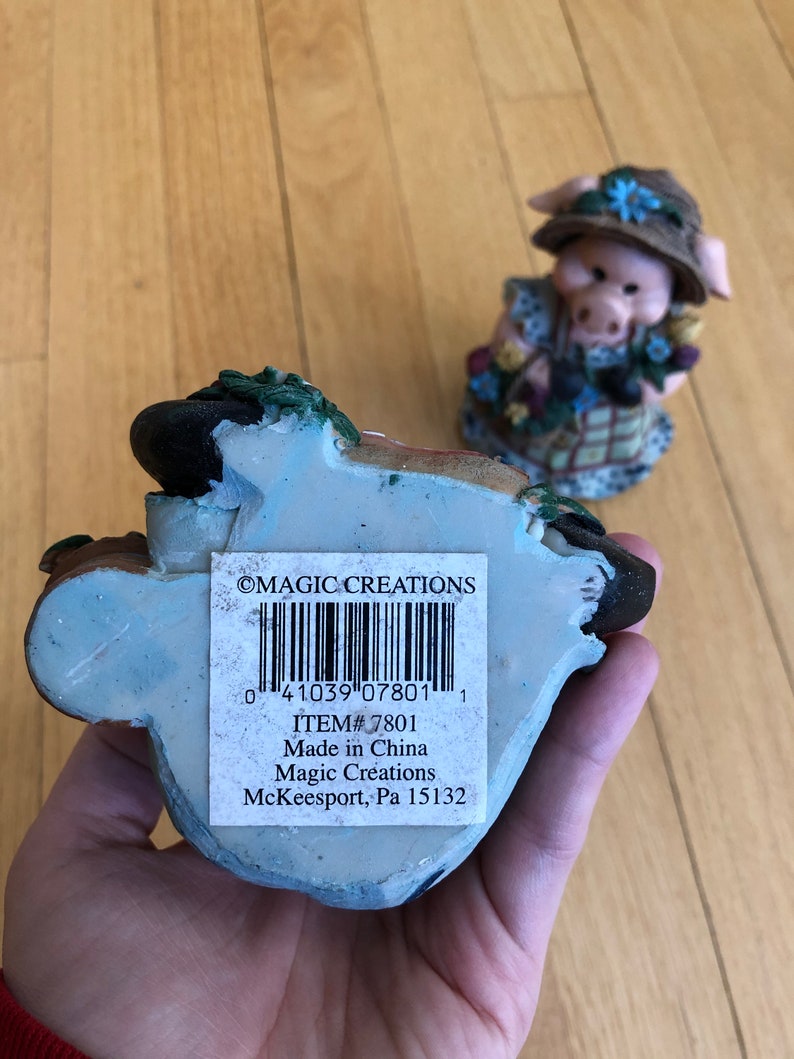 ©MAGIC CREATIONS
0 41039 07801 1
ITEM# 7801
Made in China
Magic Creations
McKeesport, Pa 15132